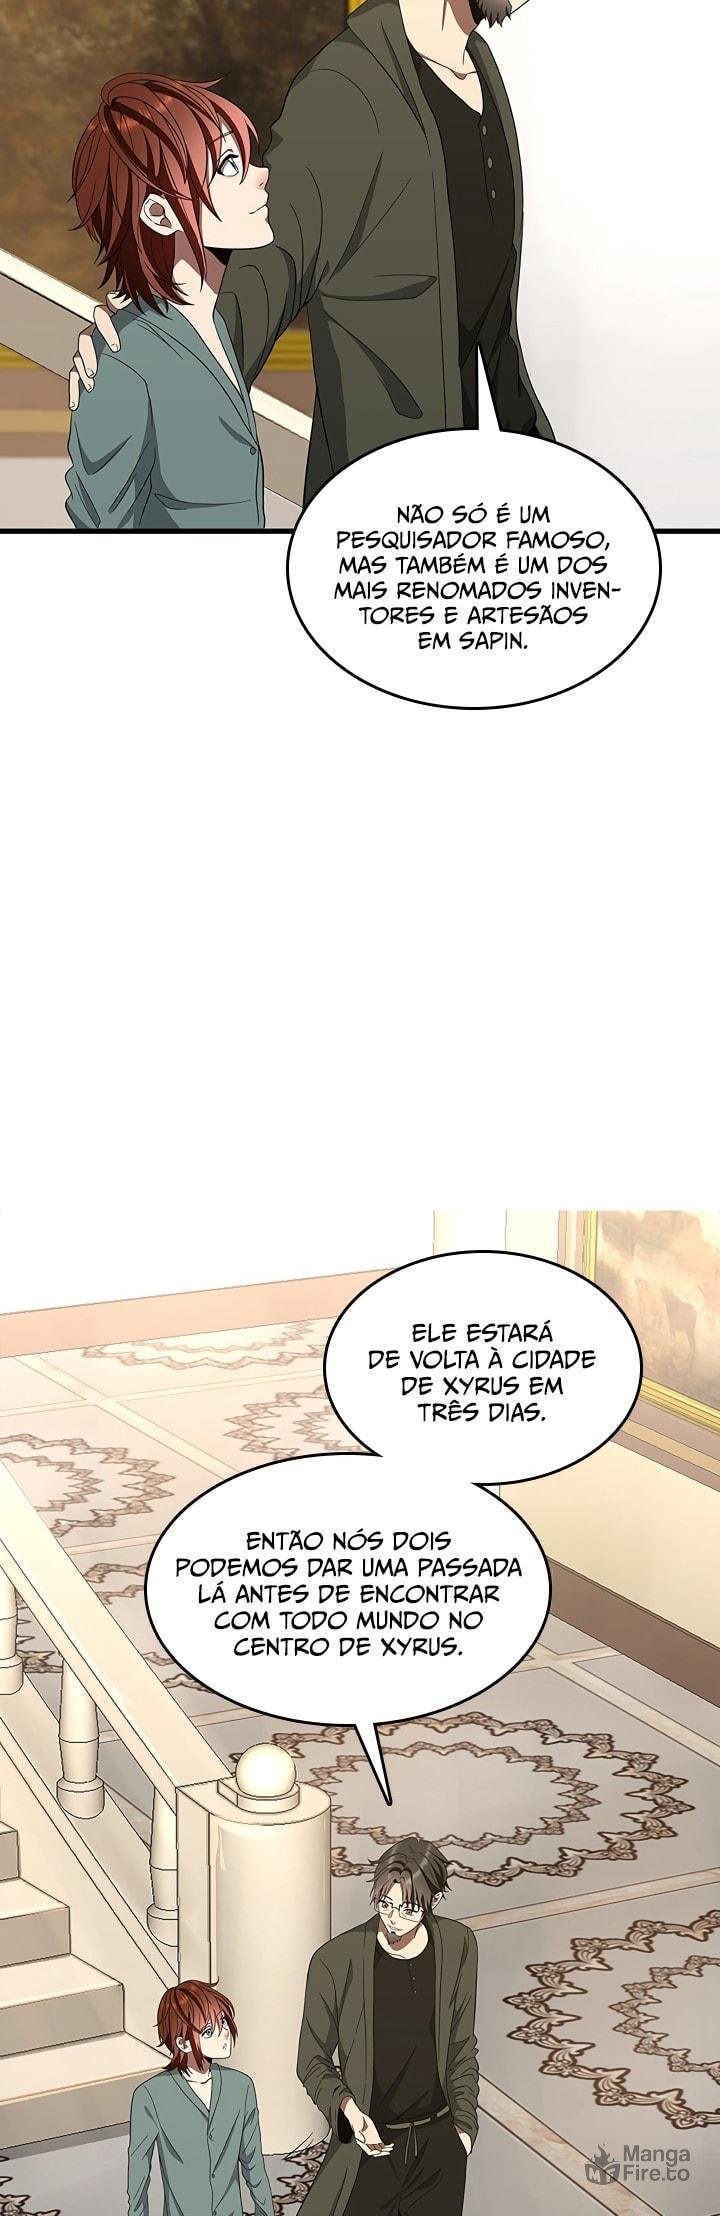 NÃO SÓ É UM
PESQUISADOR FAMOSO,
MAS TAMBÉM É UM DOS
MAIS RENOMADOS INVEN-
TORES E ARTESÃOS
EM SAPIN.
ELE ESTARÁ
DE VOLTA À CIDADE
DE XYRUS EM
TRÊS DIAS.
ENTÃO NÓS DOIS
PODEMOS DAR UMA PASSADA
LÁ ANTES DE ENCONTRAR
COM TODO MUNDO NO
CENTRO DE XYRUS.
Manga
Fire.to